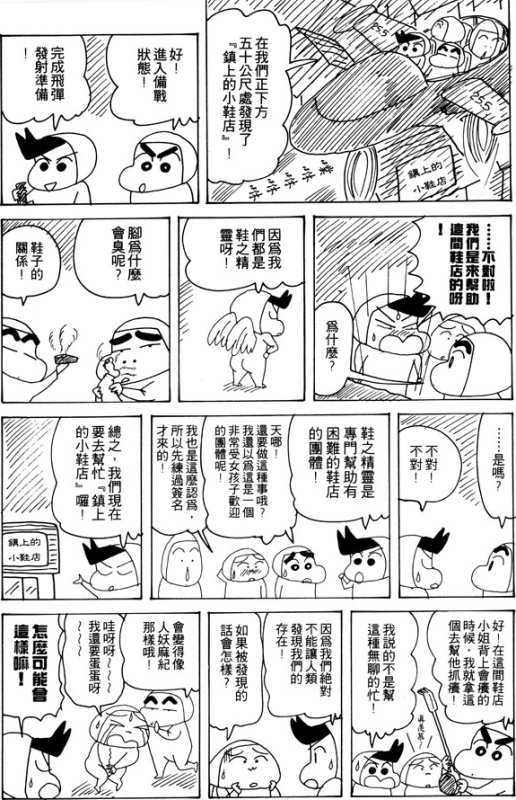 在我們正下方
五十公尺處發現了
『鎮上的小鞋店』！
咻
咻
咻
咻
鎮上的
小鞋店
好！
進入備戰
狀態！
完成飛彈
發射準備！
……不對啦！
我們是來幫助
這間鞋店的呀
！
爲什麼？
因爲我
們都是
鞋之精
靈呀！
腳爲什麼
會臭呢？
鞋子的
關係！
……是嗎？
不對！
不對！
鞋之精靈是
專門幫助有
困難的鞋店
的團體！
天哪！
還要做這種事哦？
我還以爲這是一個
非常受女孩子歡迎
的團體呢！
我也是這麼認爲，
所以先練過簽名
才來的！
總之，我們現在
要去幫忙『鎮上
的小鞋店』囉！
鎮上的
小鞋店
好！在這間鞋店
小姐背上會癢的
時候，我就拿這
個去幫他抓癢！
我說的不是幫
這種無聊的忙！
因爲我們絶對
不能讓人類
發現我們的
存在！
如果被發現的
話會怎樣？
會變得像
人妖麻紀
那樣哦！
哇呀呀～～～
我還要蛋蛋呀
～～～
怎麼可能會
這樣嘛！